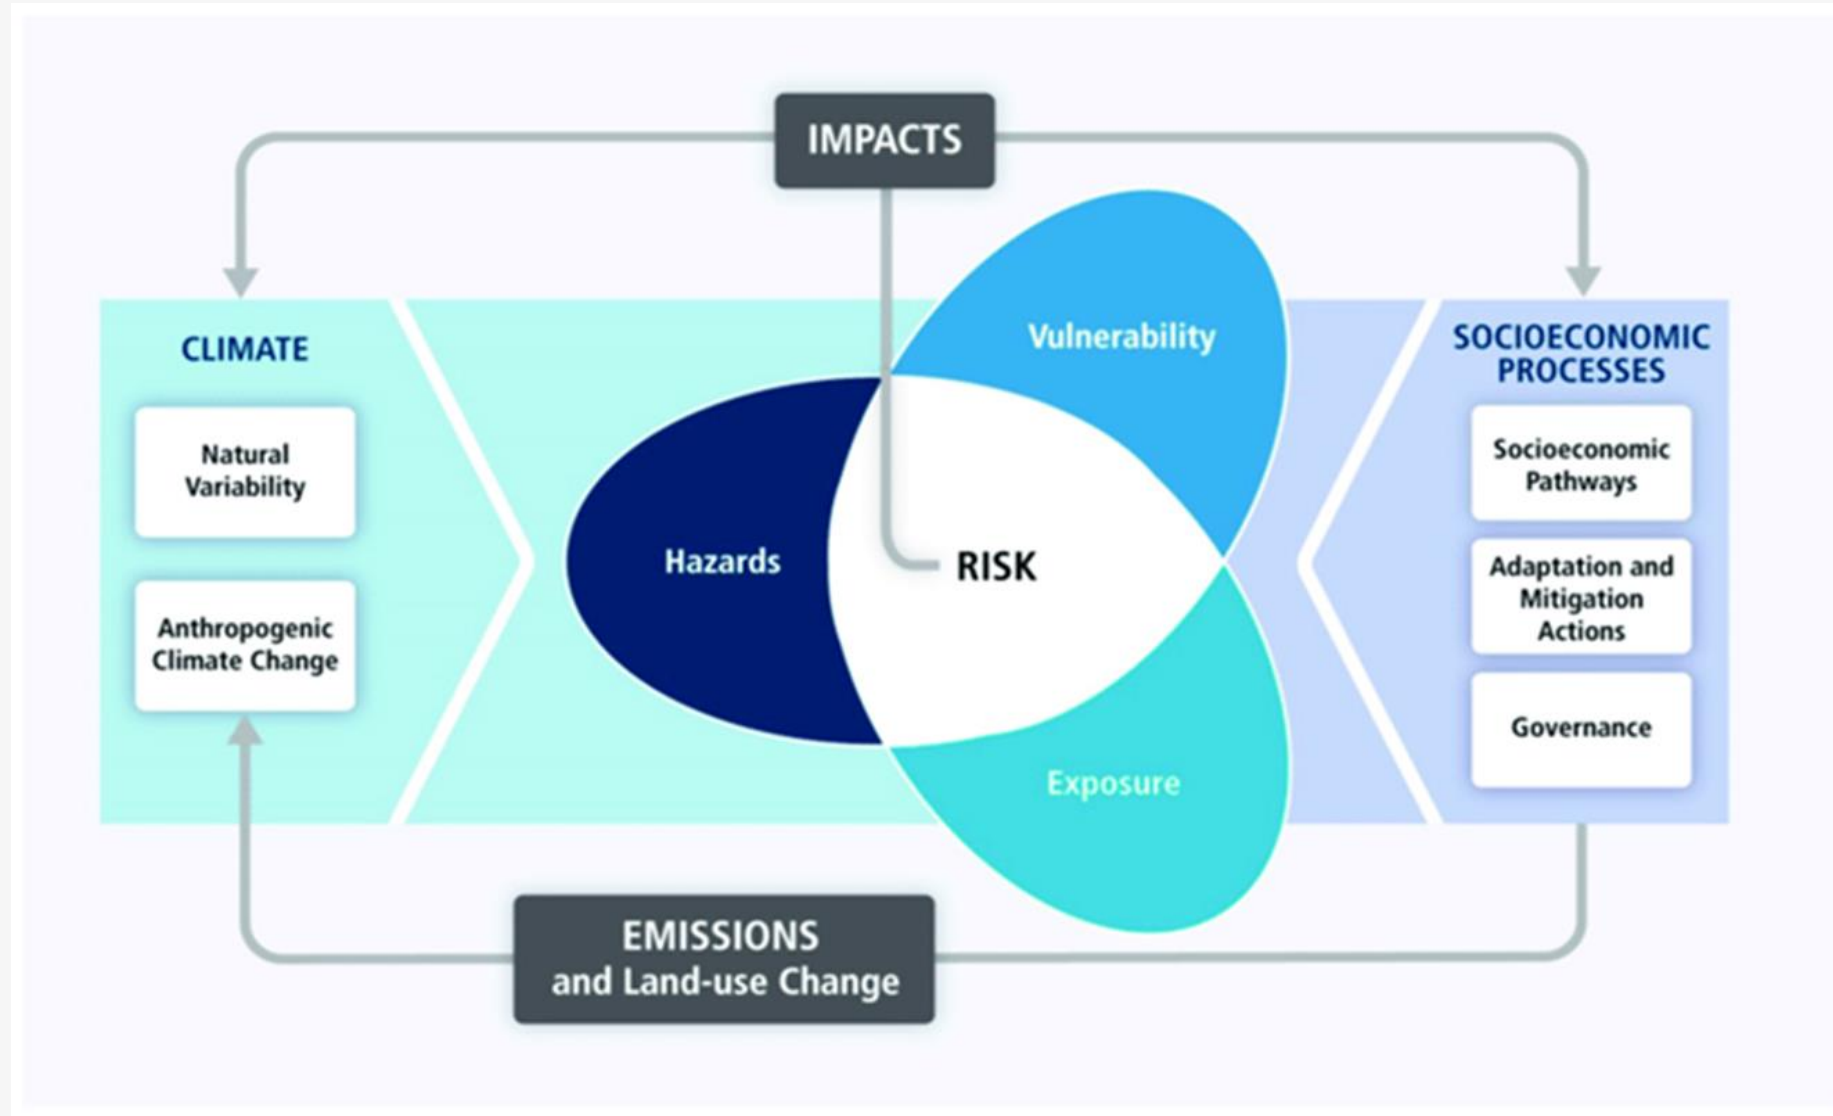 IMPACTS
CLIMATE
Natural
Variability
Anthropogenic
Climate Change
Vulnerability
Hazards
RISK
Exposure
SOCIOECONOMIC
PROCESSES
Socioeconomic
Pathways
Adaptation and
Mitigation
Actions
Governance
EMISSIONS
and Land-use Change